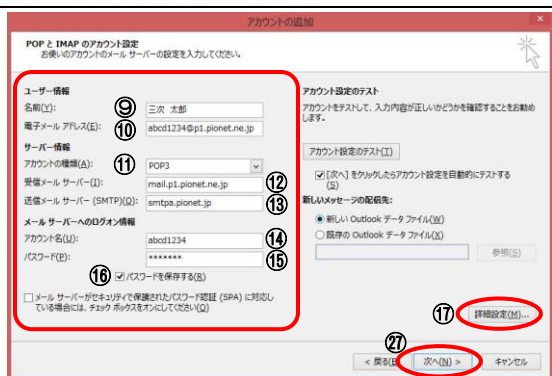 アカウントの追加
POP と IMAP のアカウント設定
お使いのアカウントのメール サーバーの設定を入力してください。
ユーザー情報
名前(Y): ⑨ 三次 太郎
電子メール アドレス(E): ⑩ abcd1234@p1.pionet.ne.jp
サーバー情報
アカウントの種類(A): ⑪ POP3
受信メール サーバー(I): mail.p1.pionet.ne.jp ⑫
送信メール サーバー (SMTP)(O): smtpa.pionet.jp ⑬
メール サーバーへのログオン情報
アカウント名(U): abcd1234 ⑭
パスワード(P): ******* ⑮
⑯ パスワードを保存する(R)
メール サーバーがセキュリティで保護されたパスワード認証 (SPA) に対応し
ている場合には、チェック ボックスをオンにしてください(Q)
アカウント設定のテスト
アカウントをテストして、入力内容が正しいかどうかを確認することをお勧め
します。
アカウント設定のテスト(T)
[次へ] をクリックしたらアカウント設定を自動的にテストする
(S)
新しいメッセージの配信先:
新しい Outlook データ ファイル(W)
既存の Outlook データ ファイル(X)
参照(S)
⑰ 詳細設定(M)...
㉗
< 戻る(B 次へ(N) > キャンセル